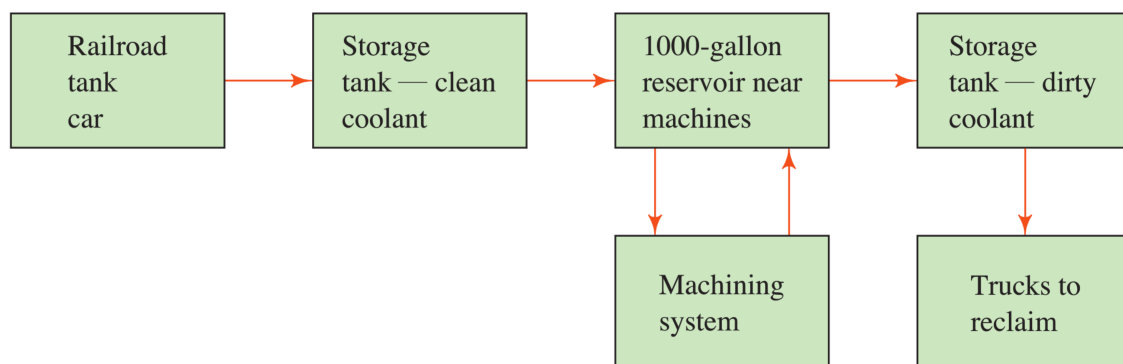 Railroad
tank
car
Storage
tank — clean
coolant
1000-gallon
reservoir near
machines
Storage
tank — dirty
coolant
Machining
system
Trucks to
reclaim